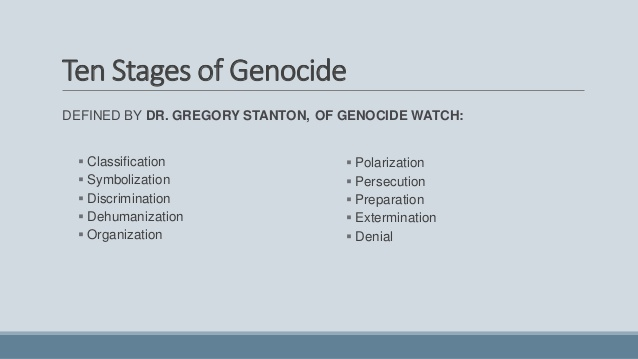 Ten Stages of Genocide
DEFINED BY DR. GREGORY STANTON, OF GENOCIDE WATCH:
▪ Classification
▪ Symbolization
▪ Discrimination
▪ Dehumanization
▪ Organization
▪ Polarization
▪ Persecution
▪ Preparation
▪ Extermination
▪ Denial